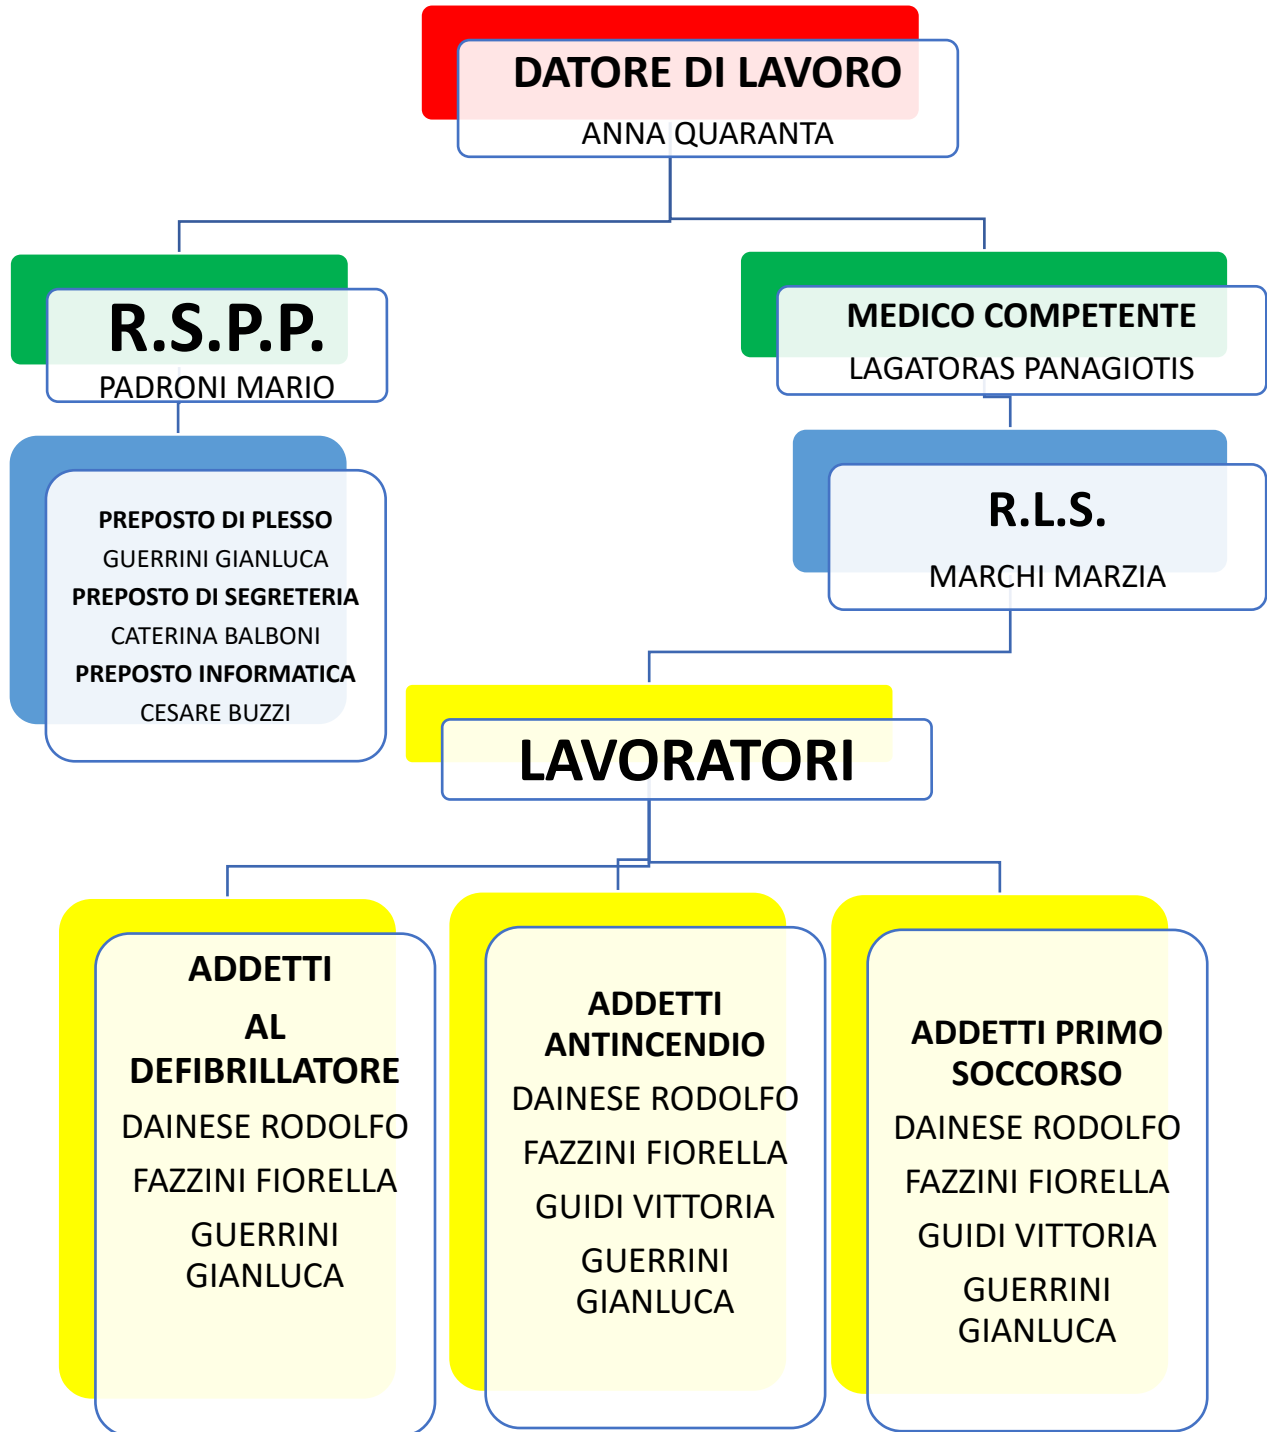 DATORE DI LAVORO
ANNA QUARANTA
R.S.P.P.
PADRONI MARIO
MEDICO COMPETENTE
LAGATORAS PANAGIOTIS
PREPOSTO DI PLESSO
GUERRINI GIANLUCA
PREPOSTO DI SEGRETERIA
CATERINA BALBONI
PREPOSTO INFORMATICA
CESARE BUZZI
R.L.S.
MARCHI MARZIA
LAVORATORI
ADDETTI
AL
DEFIBRILLATORE
DAINESE RODOLFO
FAZZINI FIORELLA
GUERRINI
GIANLUCA
ADDETTI
ANTINCENDIO
DAINESE RODOLFO
FAZZINI FIORELLA
GUIDI VITTORIA
GUERRINI
GIANLUCA
ADDETTI PRIMO
SOCCORSO
DAINESE RODOLFO
FAZZINI FIORELLA
GUIDI VITTORIA
GUERRINI
GIANLUCA